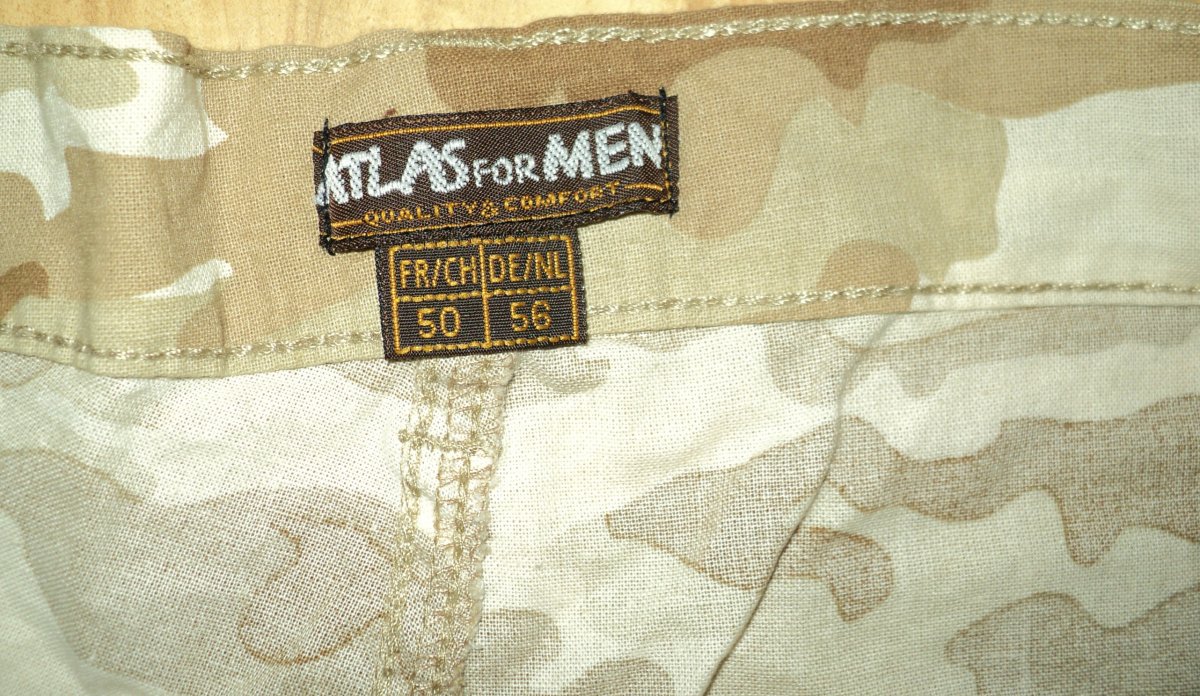 ATLAS FOR MEN
QUALITY & COMFORT
FR/CH DE/NL
50 56